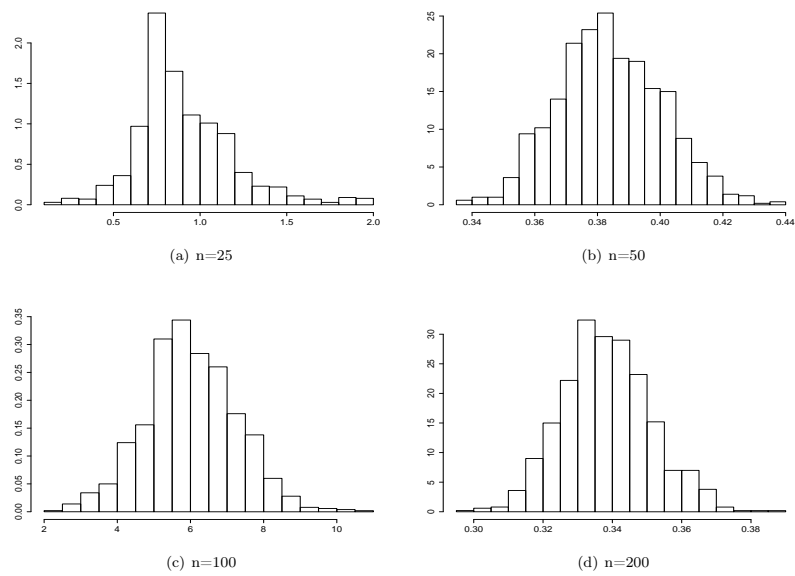 0.0 0.5 1.0 1.5 2.0
0.5 1.0 1.5 2.0
(a) n=25
0 5 10 15 20 25
0.34 0.36 0.38 0.40 0.42 0.44
(b) n=50
0.00 0.05 0.10 0.15 0.20 0.25 0.30 0.35
2 4 6 8 10
(c) n=100
0 5 10 15 20 25 30
0.30 0.32 0.34 0.36 0.38
(d) n=200